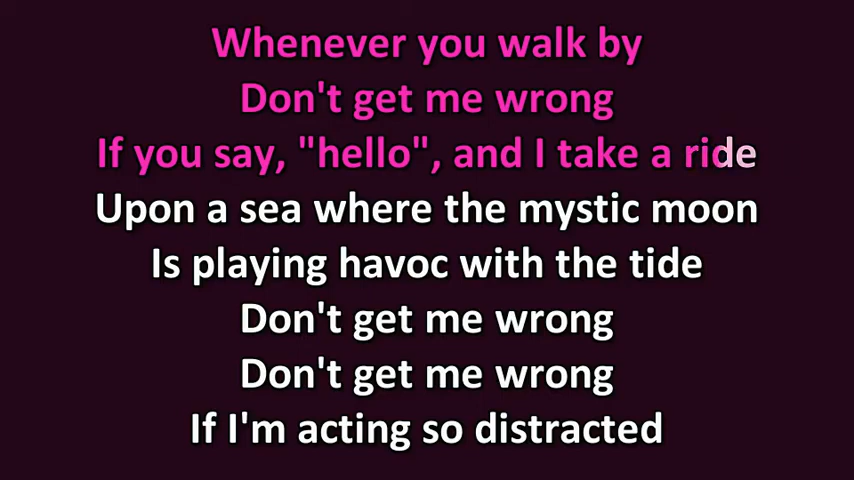 Whenever you walk by
Don't get me wrong
If you say, "hello", and I take a ride
Upon a sea where the mystic moon
Is playing havoc with the tide
Don't get me wrong
Don't get me wrong
If I'm acting so distracted